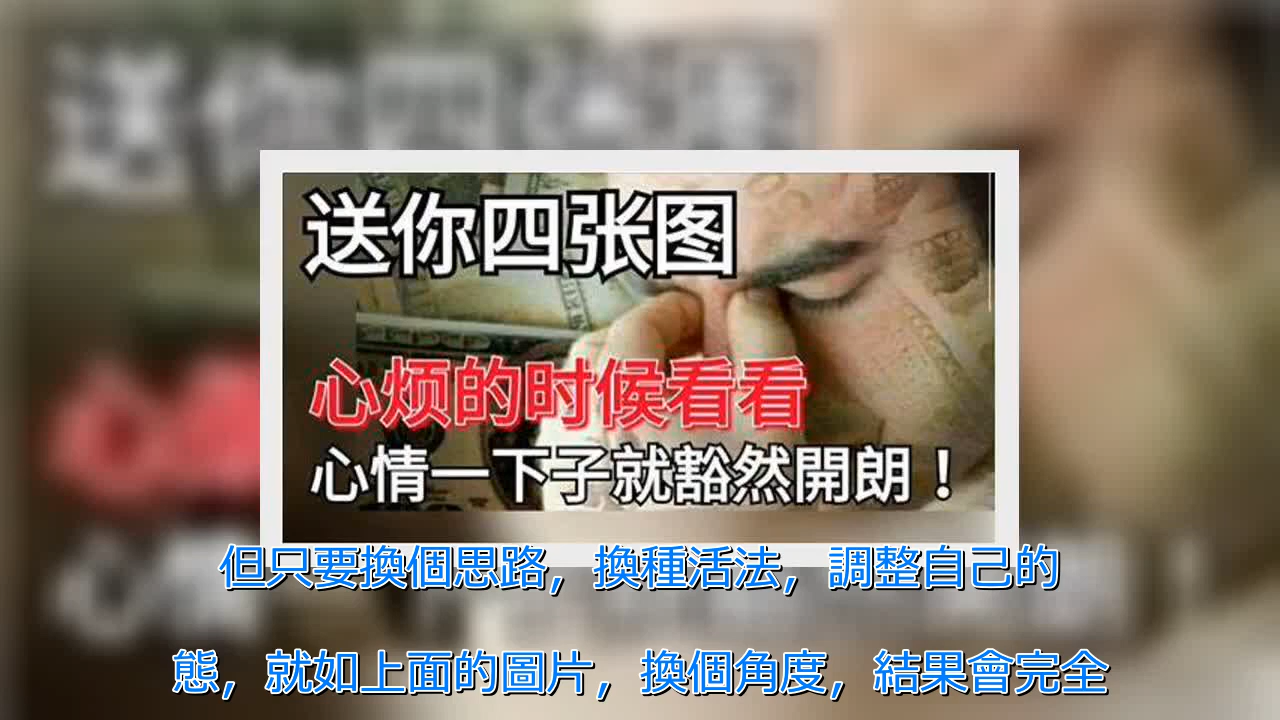 送你四张图
心烦的时候看看
心情一下子就豁然開朗！
但只要換個思路，換種活法，調整自己的
態，就如上面的圖片，換個角度，結果會完全